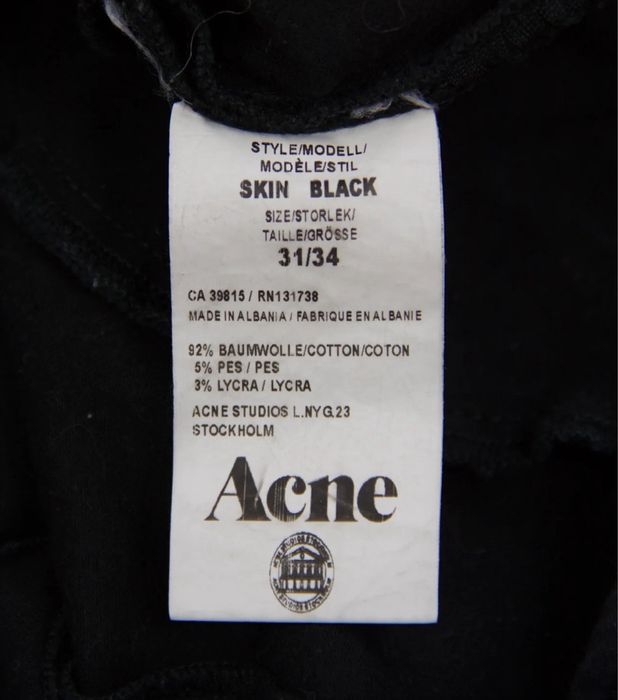 STYLE/MODELL/
MODÈLE/STIL
SKIN BLACK
SIZE/STORLEK/
TAILLE/GRÖSSE
31/34
CA 39815 / RN131738
MADE IN ALBANIA / FABRIQUE EN ALBANIE
92% BAUMWOLLE/COTTON/COTON
5% PES / PES
3% LYCRA / LYCRA
ACNE STUDIOS L.NYG.23
STOCKHOLM
Acne